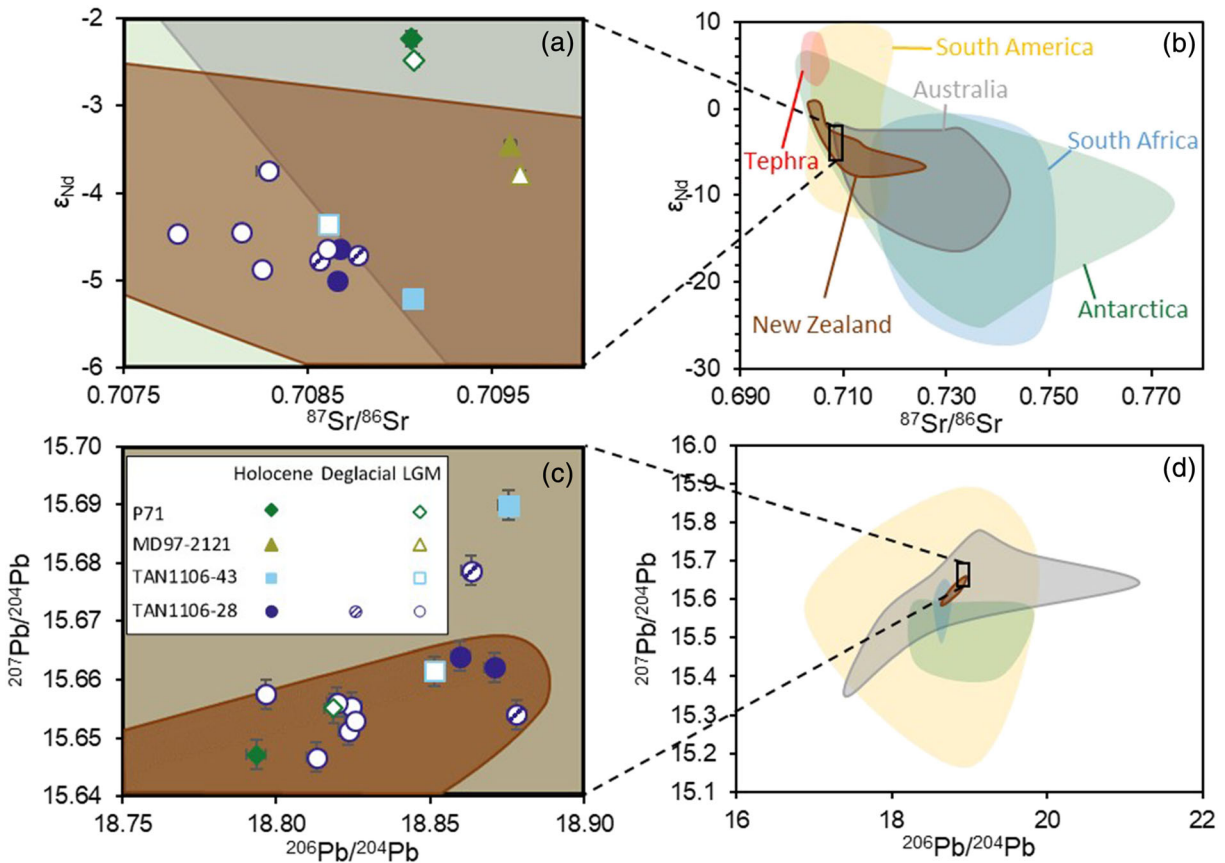 (a)
-2
-3
-4
-5
-6
εNd
0.7075
0.7085
0.7095
87Sr/86Sr
(b)
10
0
-10
-20
-30
εNd
South America
Australia
South Africa
Tephra
New Zealand
Antarctica
0.690
0.710
0.730
0.750
0.770
87Sr/86Sr
(c)
15.70
15.69
15.68
15.67
15.66
15.65
15.64
207Pb/204Pb
Holocene Deglacial LGM
P71
MD97-2121
TAN1106-43
TAN1106-28
18.75
18.80
18.85
18.90
206Pb/204Pb
(d)
16.0
15.9
15.8
15.7
15.6
15.5
15.4
15.3
15.2
15.1
207Pb/204Pb
16
18
20
22
206Pb/204Pb